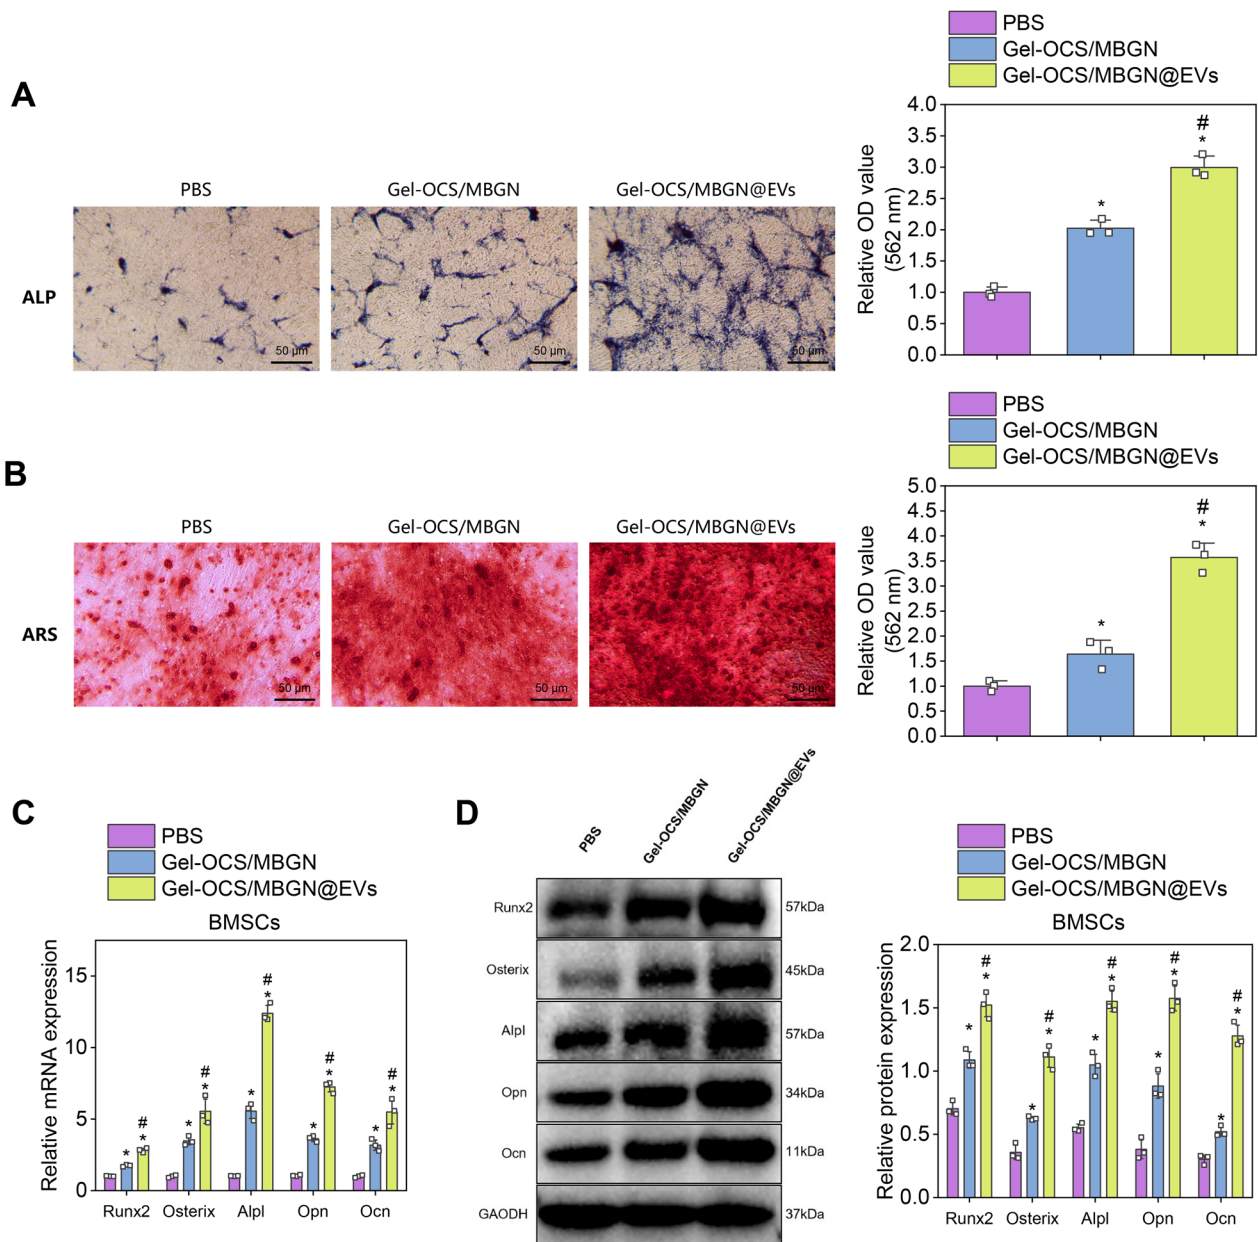 A
PBS
Gel-OCS/MBGN
Gel-OCS/MBGN@EVs
ALP
50 µm
50 µm
50 µm
PBS
Gel-OCS/MBGN
Gel-OCS/MBGN@EVs
Relative OD value
(562 nm)
4.0
3.5
3.0
2.5
2.0
1.5
1.0
0.5
0.0
*
#
*
B
PBS
Gel-OCS/MBGN
Gel-OCS/MBGN@EVs
ARS
50 µm
50 µm
50 µm
PBS
Gel-OCS/MBGN
Gel-OCS/MBGN@EVs
Relative OD value
(562 nm)
5.0
4.5
4.0
3.5
3.0
2.5
2.0
1.5
1.0
0.5
0.0
*
#
*
C
PBS
Gel-OCS/MBGN
Gel-OCS/MBGN@EVs
BMSCs
Relative mRNA expression
15
10
5
0
*
#
*
*
#
*
*
#
*
*
#
*
*
#
*
Runx2 Osterix Alpl Opn Ocn
D
PBS
Gel-OCS/MBGN
Gel-OCS/MBGN@EVs
Runx2 57kDa
Osterix 45kDa
Alpl 57kDa
Opn 34kDa
Ocn 11kDa
GAODH 37kDa
PBS
Gel-OCS/MBGN
Gel-OCS/MBGN@EVs
BMSCs
Relative protein expression
2.0
1.5
1.0
0.5
0.0
*
#
*
*
#
*
*
#
*
*
#
*
*
#
*
Runx2 Osterix Alpl Opn Ocn